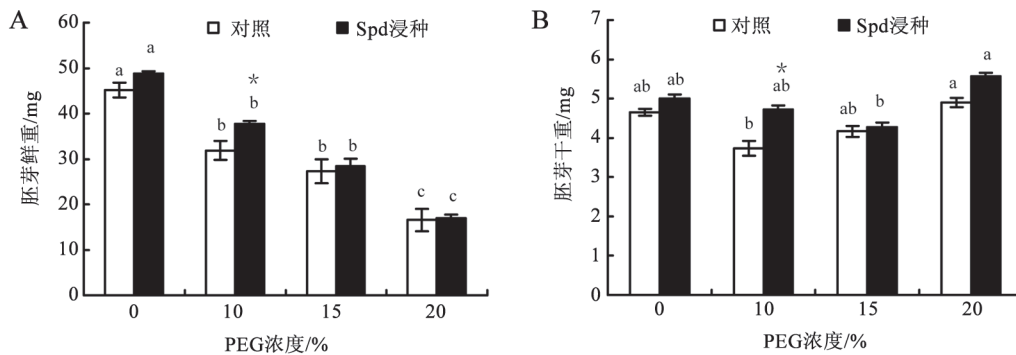 A
对照 Spd浸种
胚芽鲜重/mg
60
50
40
30
20
10
0
a a
b * b
b b
c c
0 10 15 20
PEG浓度/%
B
对照 Spd浸种
胚芽干重/mg
7
6
5
4
3
2
1
0
ab ab
b * ab
ab b
a a
0 10 15 20
PEG浓度/%